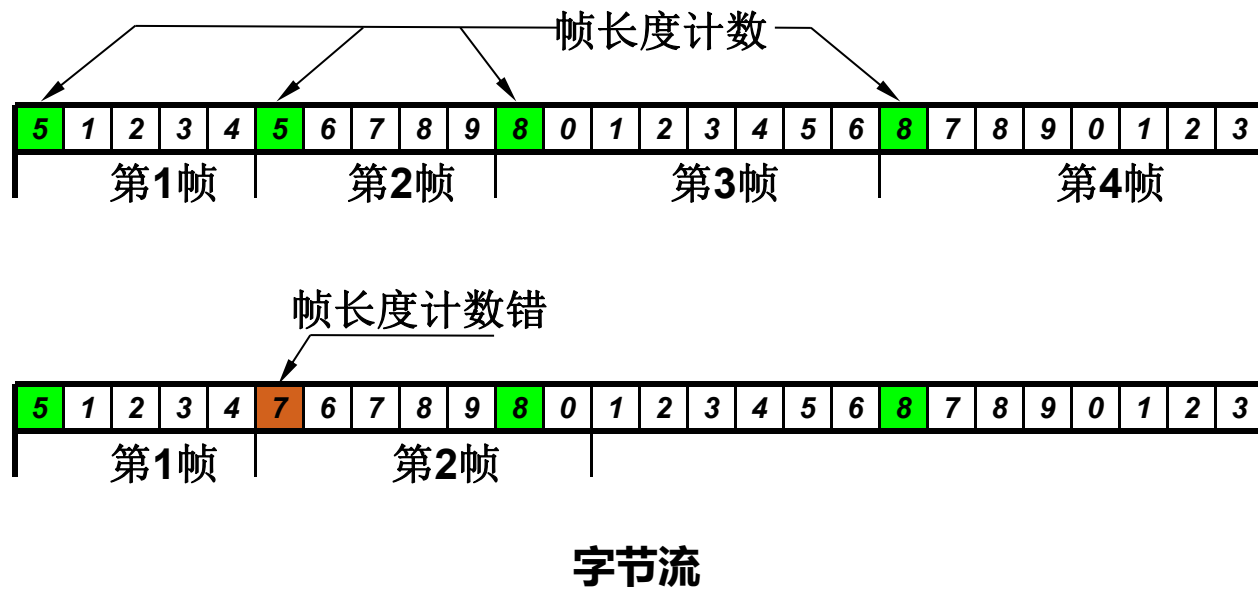 帧长度计数
5 1 2 3 4 5 6 7 8 9 8 0 1 2 3 4 5 6 8 7 8 9 0 1 2 3
第1帧 第2帧 第3帧 第4帧
帧长度计数错
5 1 2 3 4 7 6 7 8 9 8 0 1 2 3 4 5 6 8 7 8 9 0 1 2 3
第1帧 第2帧
字节流